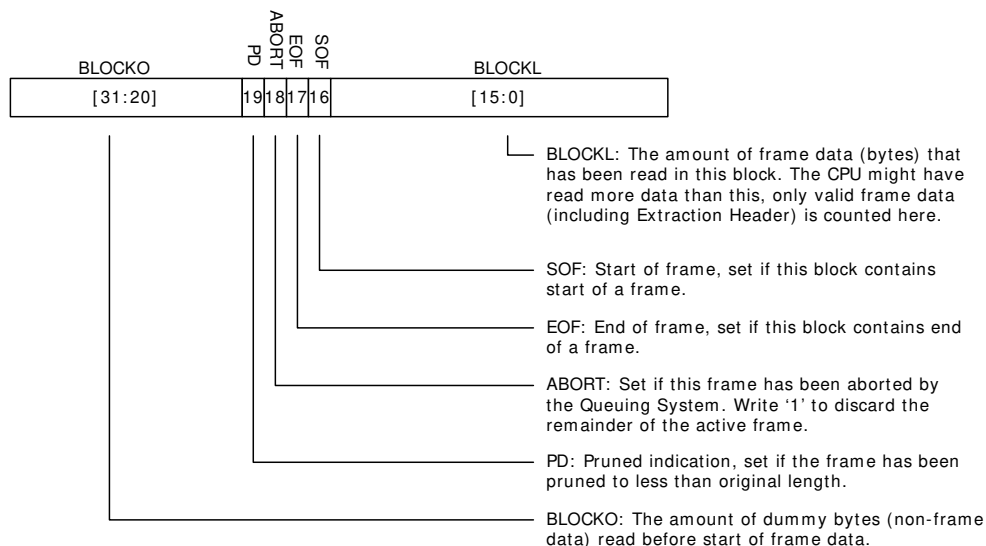 PD
ABORT
EOF
SOF
BLOCKO
BLOCKL
[31:20]
19 18 17 16
[15:0]
BLOCKL: The amount of frame data (bytes) that
has been read in this block. The CPU might have
read more data than this, only valid frame data
(including Extraction Header) is counted here.
SOF: Start of frame, set if this block contains
start of a frame.
EOF: End of frame, set if this block contains end
of a frame.
ABORT: Set if this frame has been aborted by
the Queuing System. Write ‘1’ to discard the
remainder of the active frame.
PD: Pruned indication, set if the frame has been
pruned to less than original length.
BLOCKO: The amount of dummy bytes (non-frame
data) read before start of frame data.